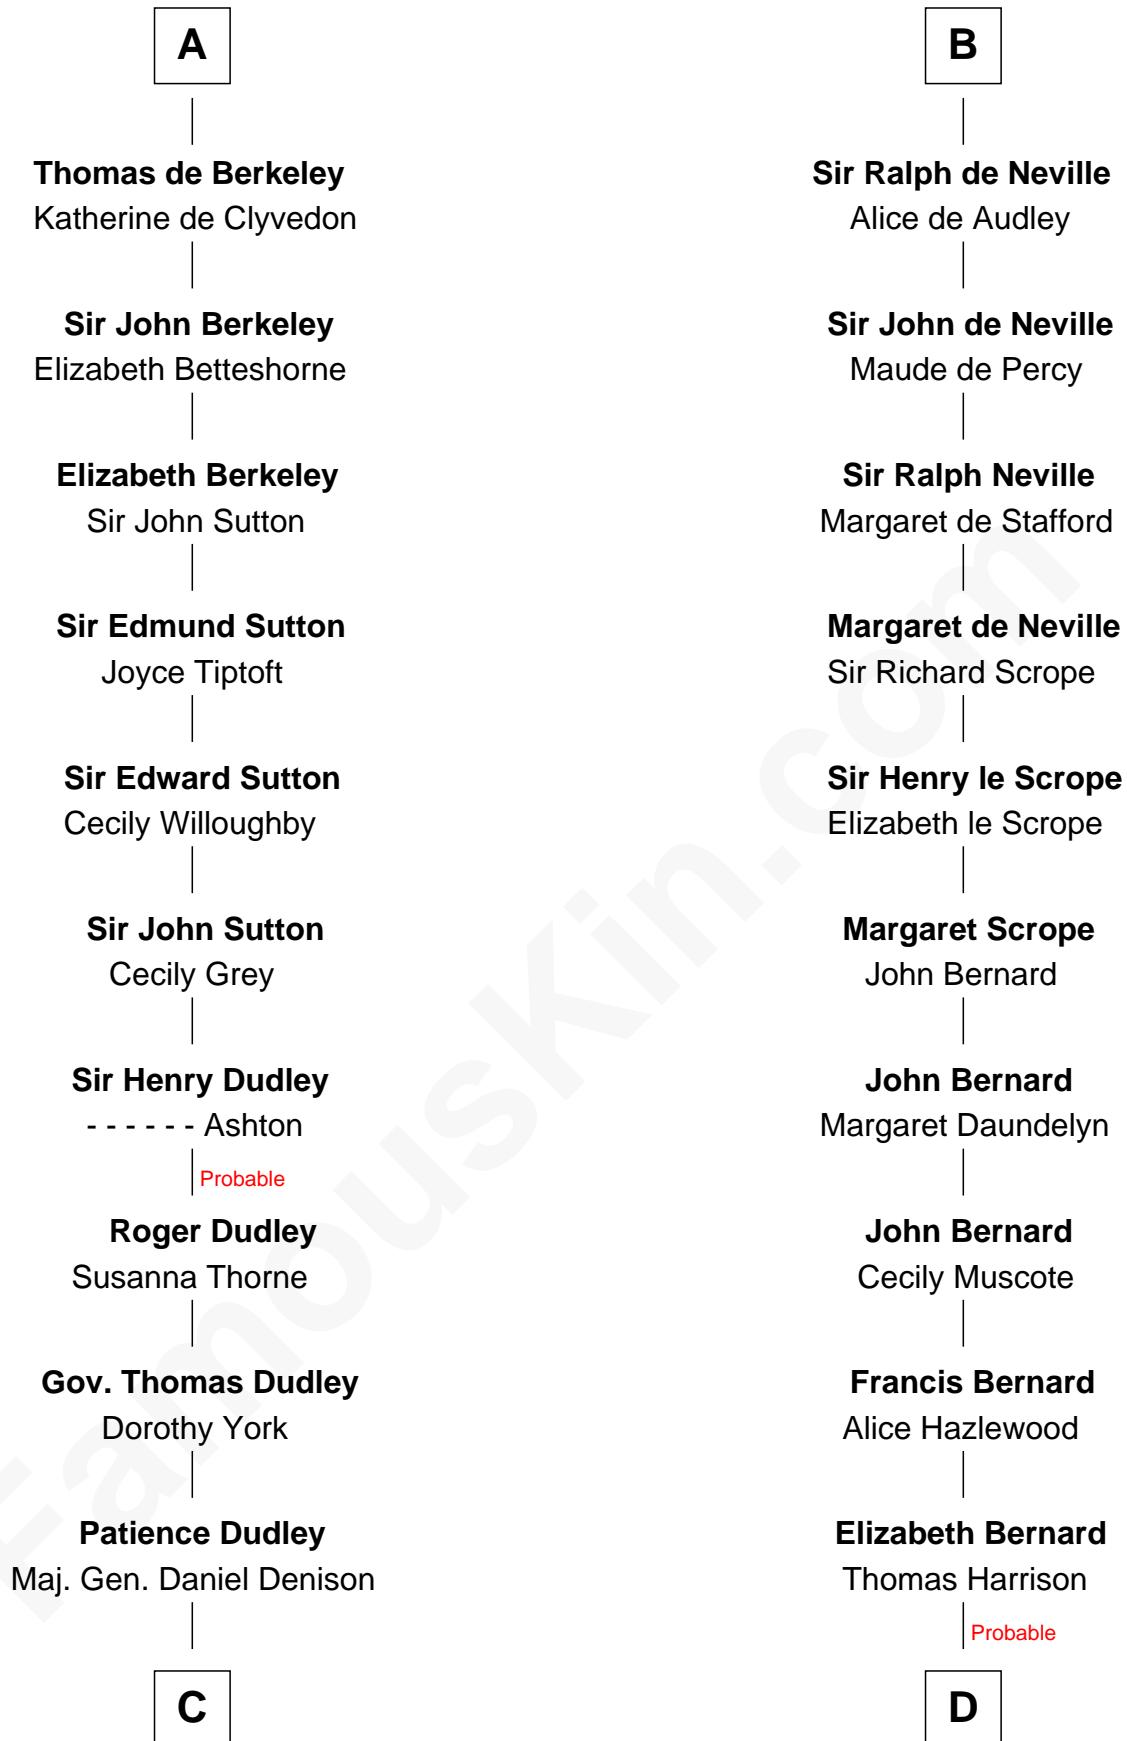 A
Thomas de Berkeley
Katherine de Clyvedon
Sir John Berkeley
Elizabeth Betteshorne
Elizabeth Berkeley
Sir John Sutton
Sir Edmund Sutton
Joyce Tiptoft
Sir Edward Sutton
Cecily Willoughby
Sir John Sutton
Cecily Grey
Sir Henry Dudley
- - - - - - Ashton
Probable
Roger Dudley
Susanna Thorne
Gov. Thomas Dudley
Dorothy York
Patience Dudley
Maj. Gen. Daniel Denison
C
B
Sir Ralph de Neville
Alice de Audley
Sir John de Neville
Maude de Percy
Sir Ralph Neville
Margaret de Stafford
Margaret de Neville
Sir Richard Scrope
Sir Henry le Scrope
Elizabeth le Scrope
Margaret Scrope
John Bernard
John Bernard
Margaret Daundelyn
John Bernard
Cecily Muscote
Francis Bernard
Alice Hazlewood
Elizabeth Bernard
Thomas Harrison
Probable
D
FamousKin.com